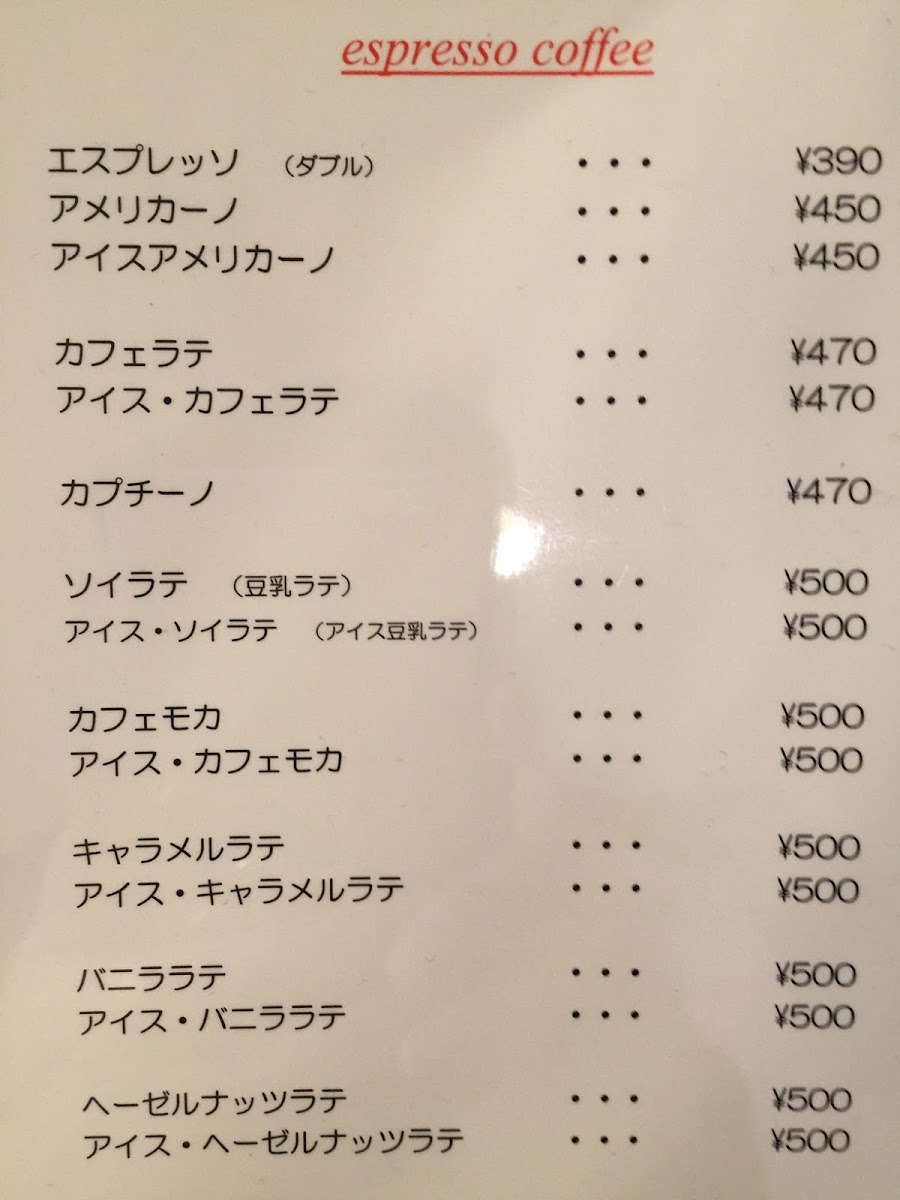 espresso coffee
エスプレッソ （ダブル） ・・・ ¥390
アメリカーノ ・・・ ¥450
アイスアメリカーノ ・・・ ¥450
カフェラテ ・・・ ¥470
アイス・カフェラテ ・・・ ¥470
カプチーノ ・・・ ¥470
ソイラテ （豆乳ラテ） ・・・ ¥500
アイス・ソイラテ （アイス豆乳ラテ） ・・・ ¥500
カフェモカ ・・・ ¥500
アイス・カフェモカ ・・・ ¥500
キャラメルラテ ・・・ ¥500
アイス・キャラメルラテ ・・・ ¥500
バニララテ ・・・ ¥500
アイス・バニララテ ・・・ ¥500
ヘーゼルナッツラテ ・・・ ¥500
アイス・ヘーゼルナッツラテ ・・・ ¥500